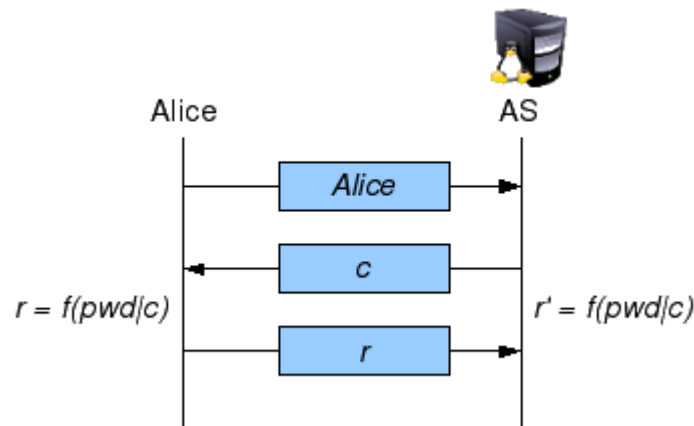 Alice
AS
Alice
c
r = f(pwd|c)
r' = f(pwd|c)
r